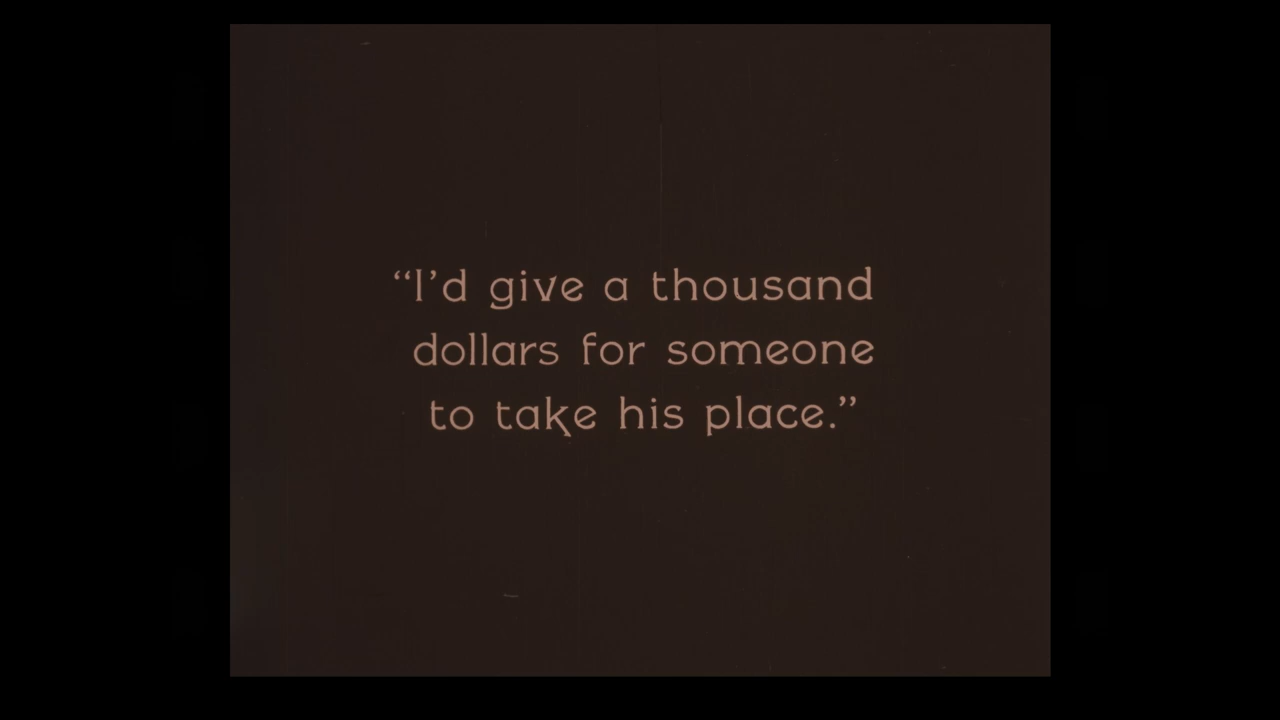 “I’d give a thousand
dollars for someone
to take his place.”